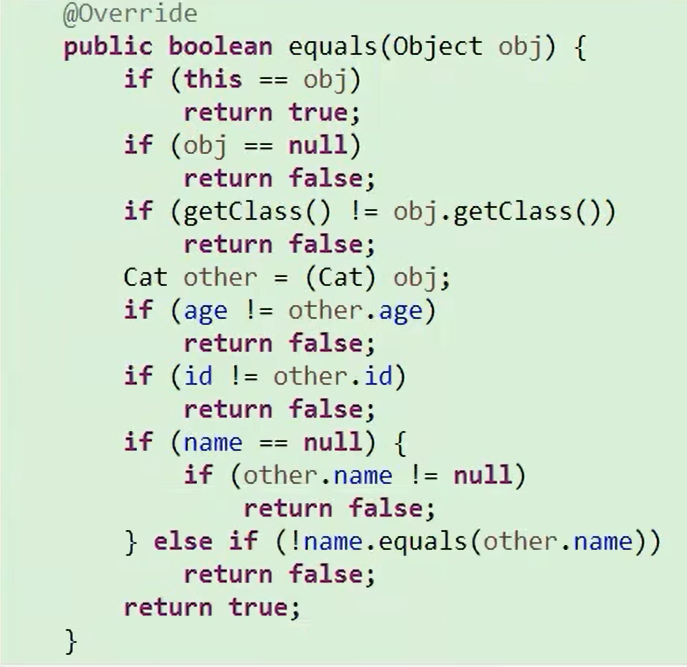 @Override
public boolean equals(Object obj) {
if (this == obj)
return true;
if (obj == null)
return false;
if (getClass() != obj.getClass())
return false;
Cat other = (Cat) obj;
if (age != other.age)
return false;
if (id != other.id)
return false;
if (name == null) {
if (other.name != null)
return false;
} else if (!name.equals(other.name))
return false;
return true;
}